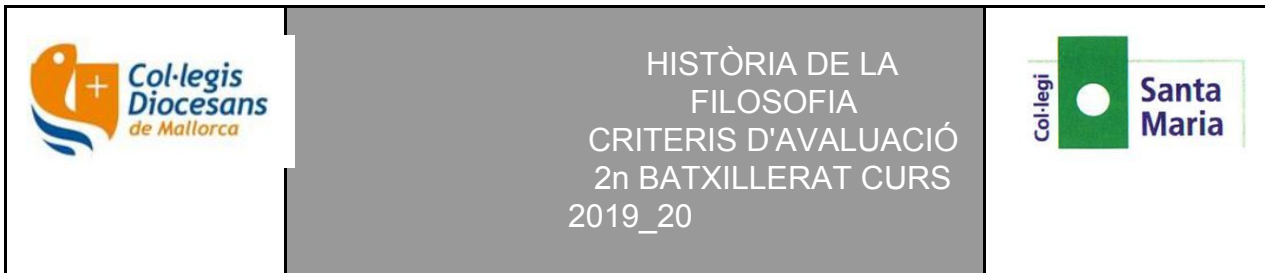 Col·legis
Diocesans
de Mallorca
HISTÒRIA DE LA
FILOSOFIA
CRITERIS D'AVALUACIÓ
2n BATXILLERAT CURS
2019_20
Col·legi
Santa
Maria